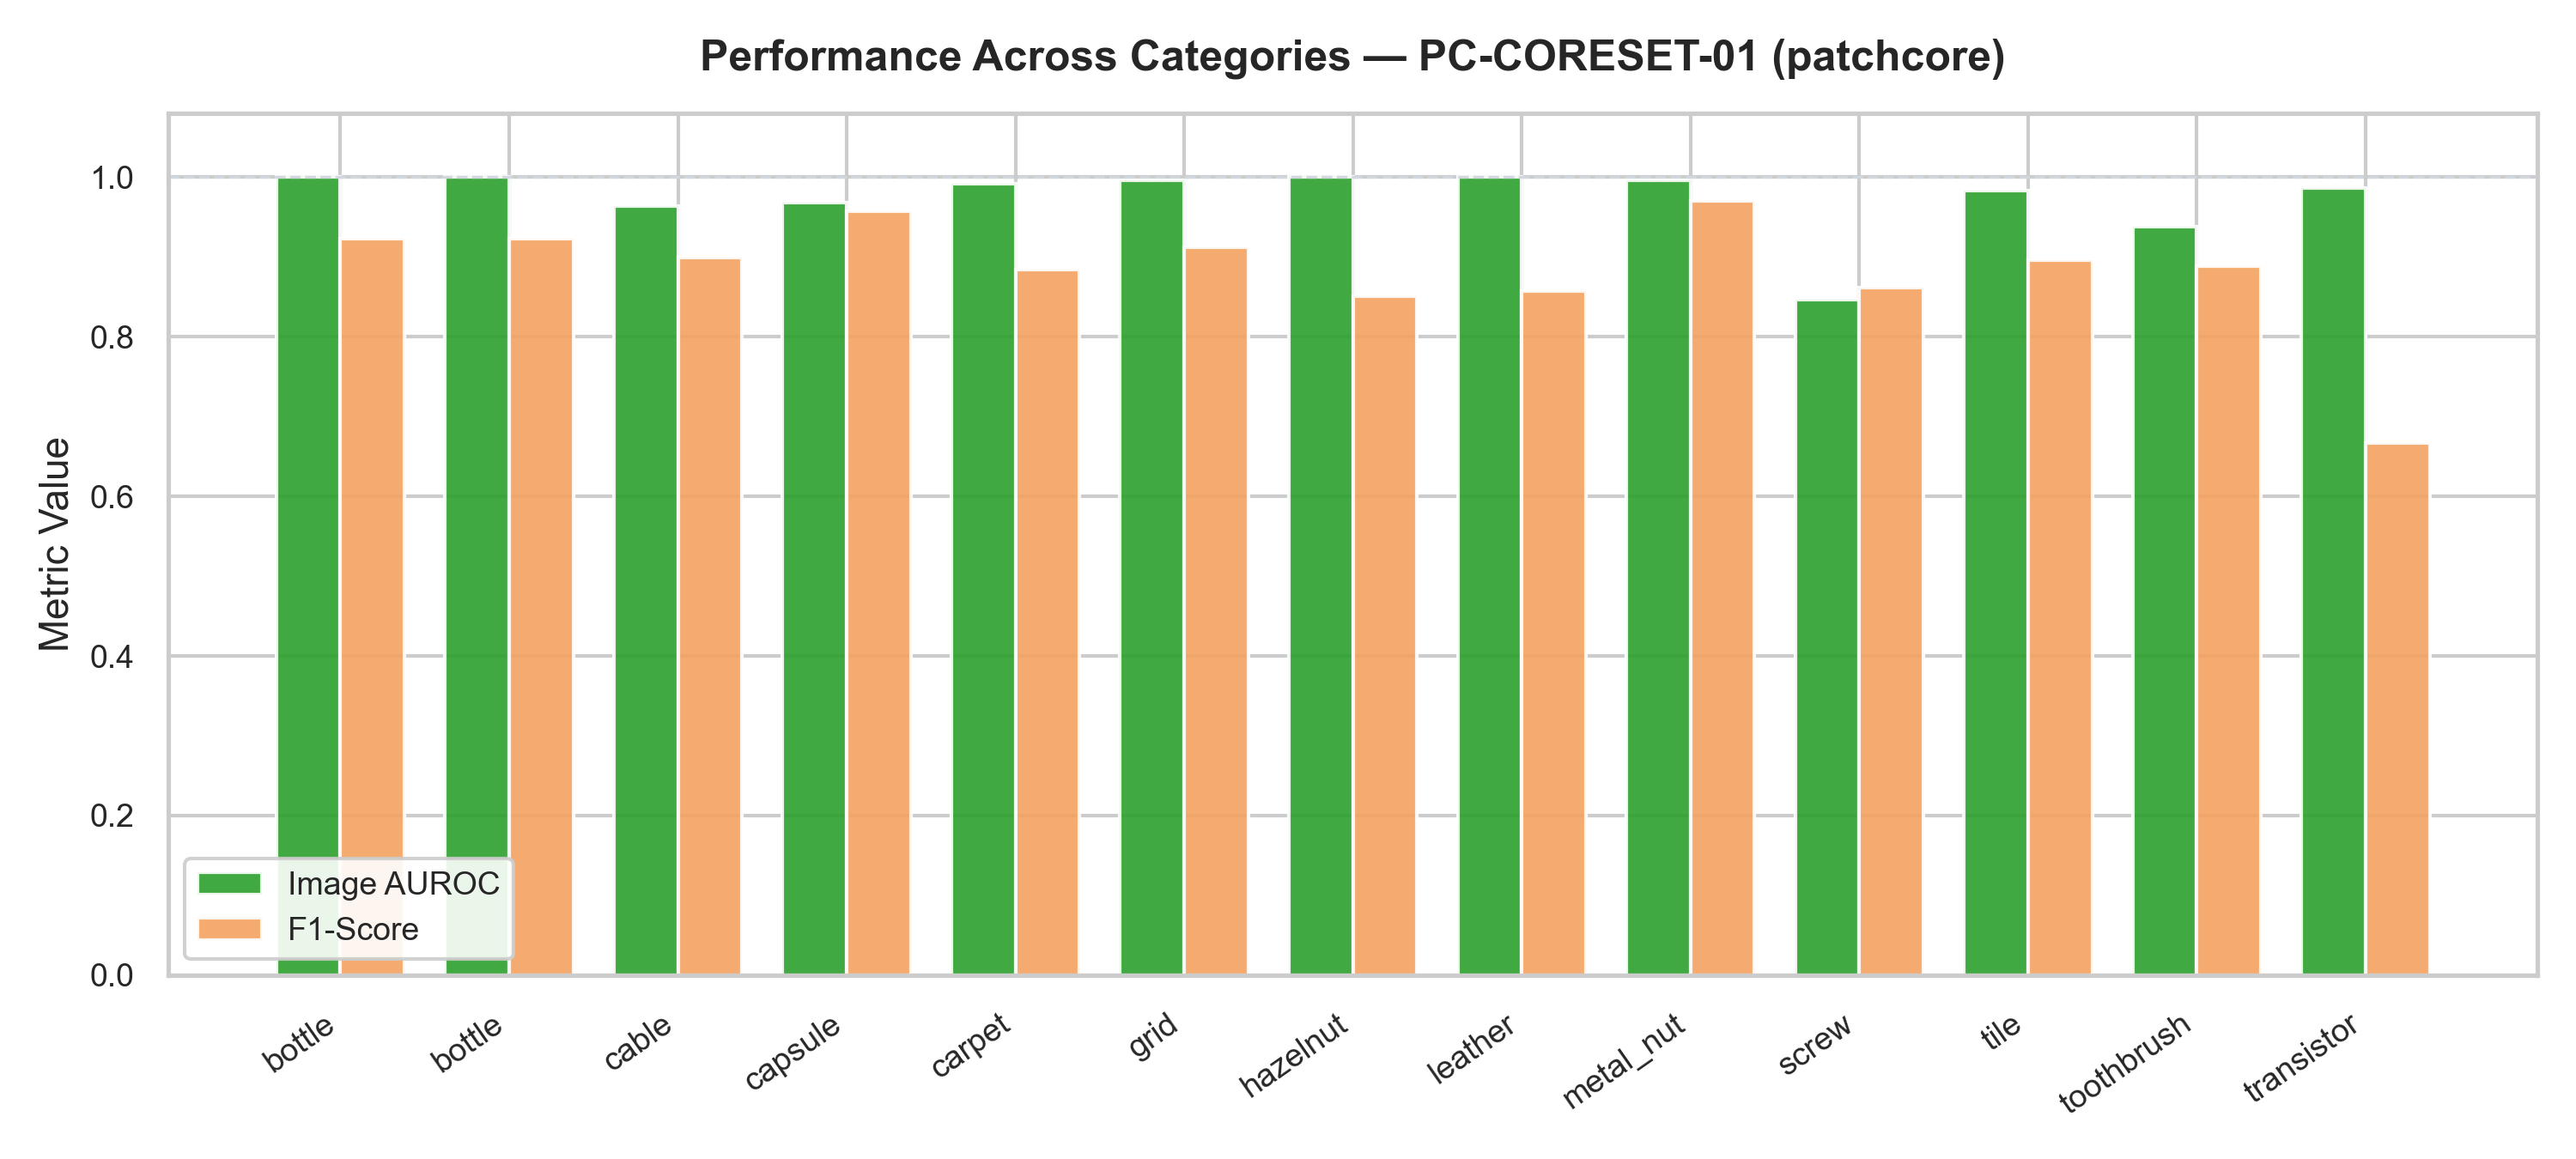 Performance Across Categories — PC-CORESET-01 (patchcore)
Metric Value
1.0
0.8
0.6
0.4
0.2
0.0
Image AUROC
F1-Score
bottle
bottle
cable
capsule
carpet
grid
hazelnut
leather
metal_nut
screw
tile
toothbrush
transistor